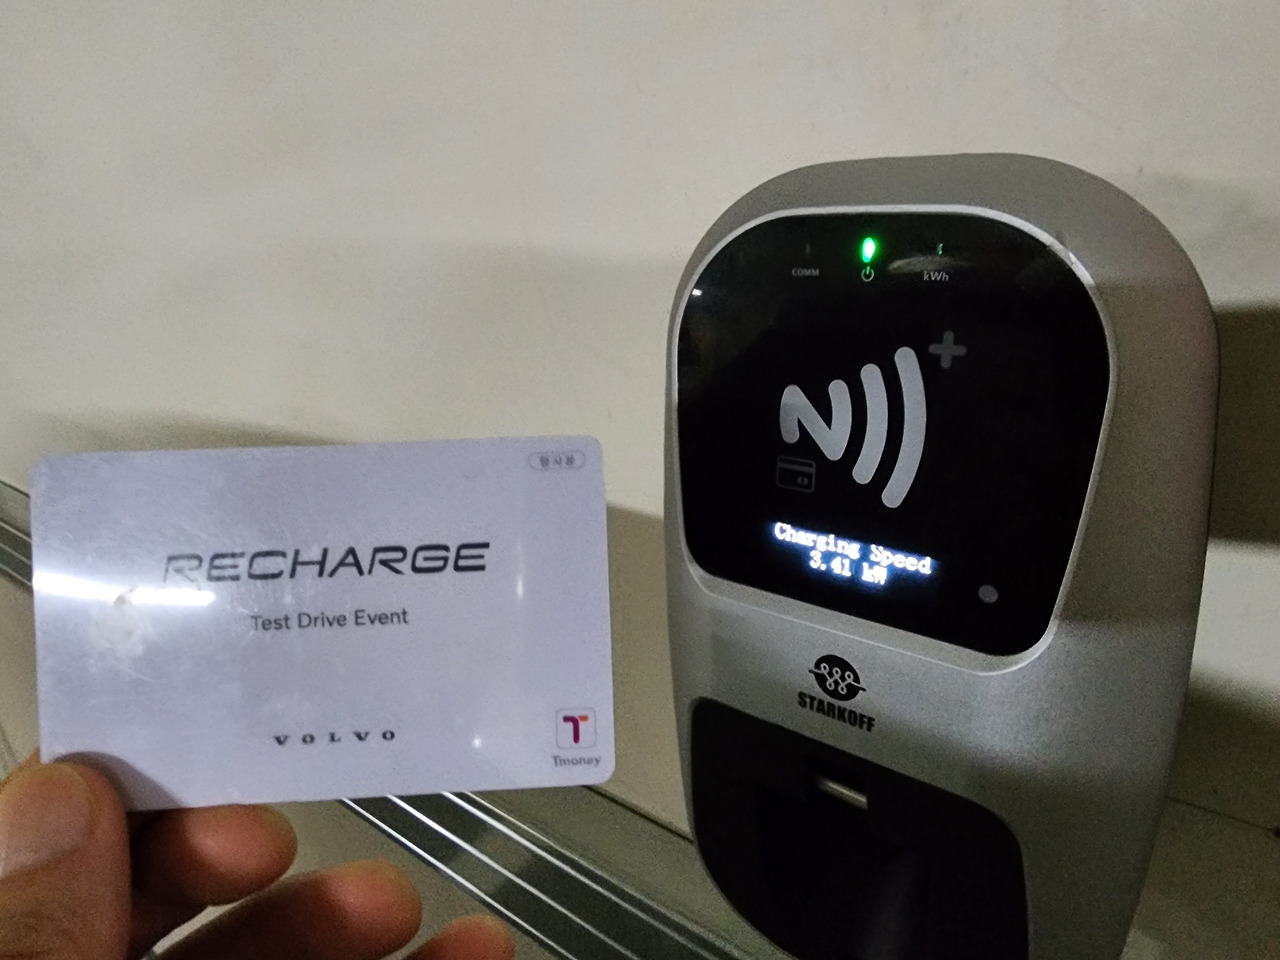 RECHARGE
Test Drive Event
VOLVO
T
Tmoney
COMM
kWh
Charging Speed
3.41 kW
STARKOFF